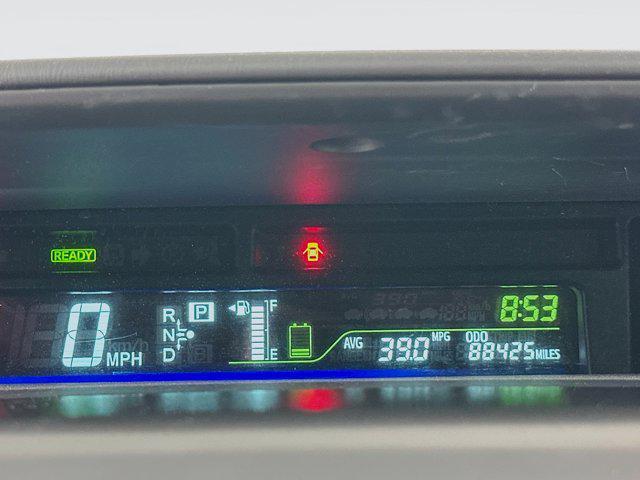 READY
0 MPH
R P
N
D
F
E
8:53
AVG 39.0 MPG
ODO 88425 MILES